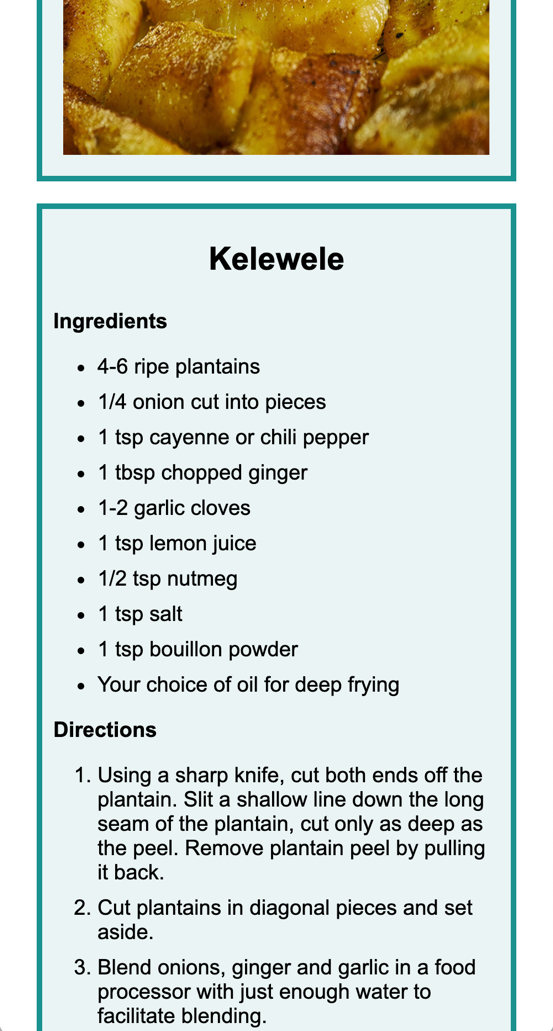 Kelewele
Ingredients
• 4-6 ripe plantains
• 1/4 onion cut into pieces
• 1 tsp cayenne or chili pepper
• 1 tbsp chopped ginger
• 1-2 garlic cloves
• 1 tsp lemon juice
• 1/2 tsp nutmeg
• 1 tsp salt
• 1 tsp bouillon powder
• Your choice of oil for deep frying
Directions
1. Using a sharp knife, cut both ends off the
plantain. Slit a shallow line down the long
seam of the plantain, cut only as deep as
the peel. Remove plantain peel by pulling
it back.
2. Cut plantains in diagonal pieces and set
aside.
3. Blend onions, ginger and garlic in a food
processor with just enough water to
facilitate blending.